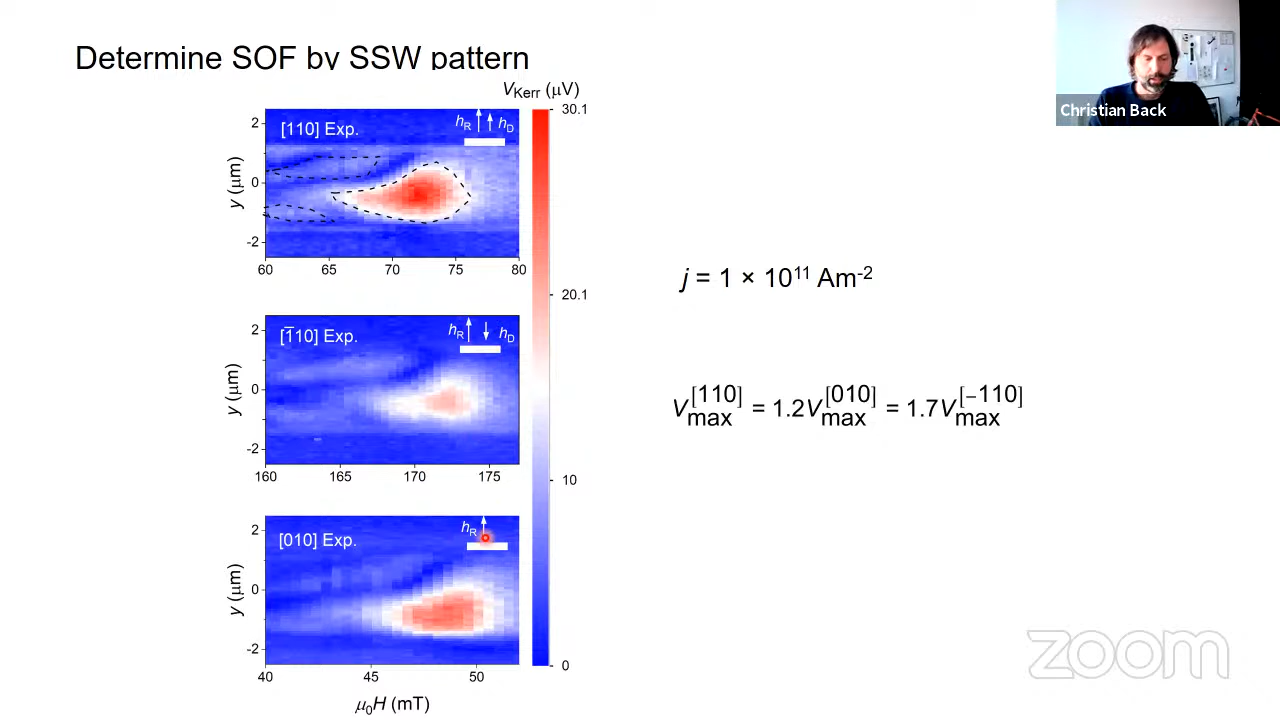 Determine SOF by SSW pattern
Christian Back
V_Kerr (μV)
30.1
20.1
10
0
[110] Exp.
h_R h_D
y (μm)
2
0
-2
60 65 70 75 80
[1̅10] Exp.
h_R h_D
y (μm)
2
0
-2
160 165 170 175
[010] Exp.
h_R
y (μm)
2
0
-2
40 45 50
μ₀H (mT)
j = 1 × 10¹¹ Am⁻²
V_max^[110] = 1.2V_max^[010] = 1.7V_max^[−110]
zoom